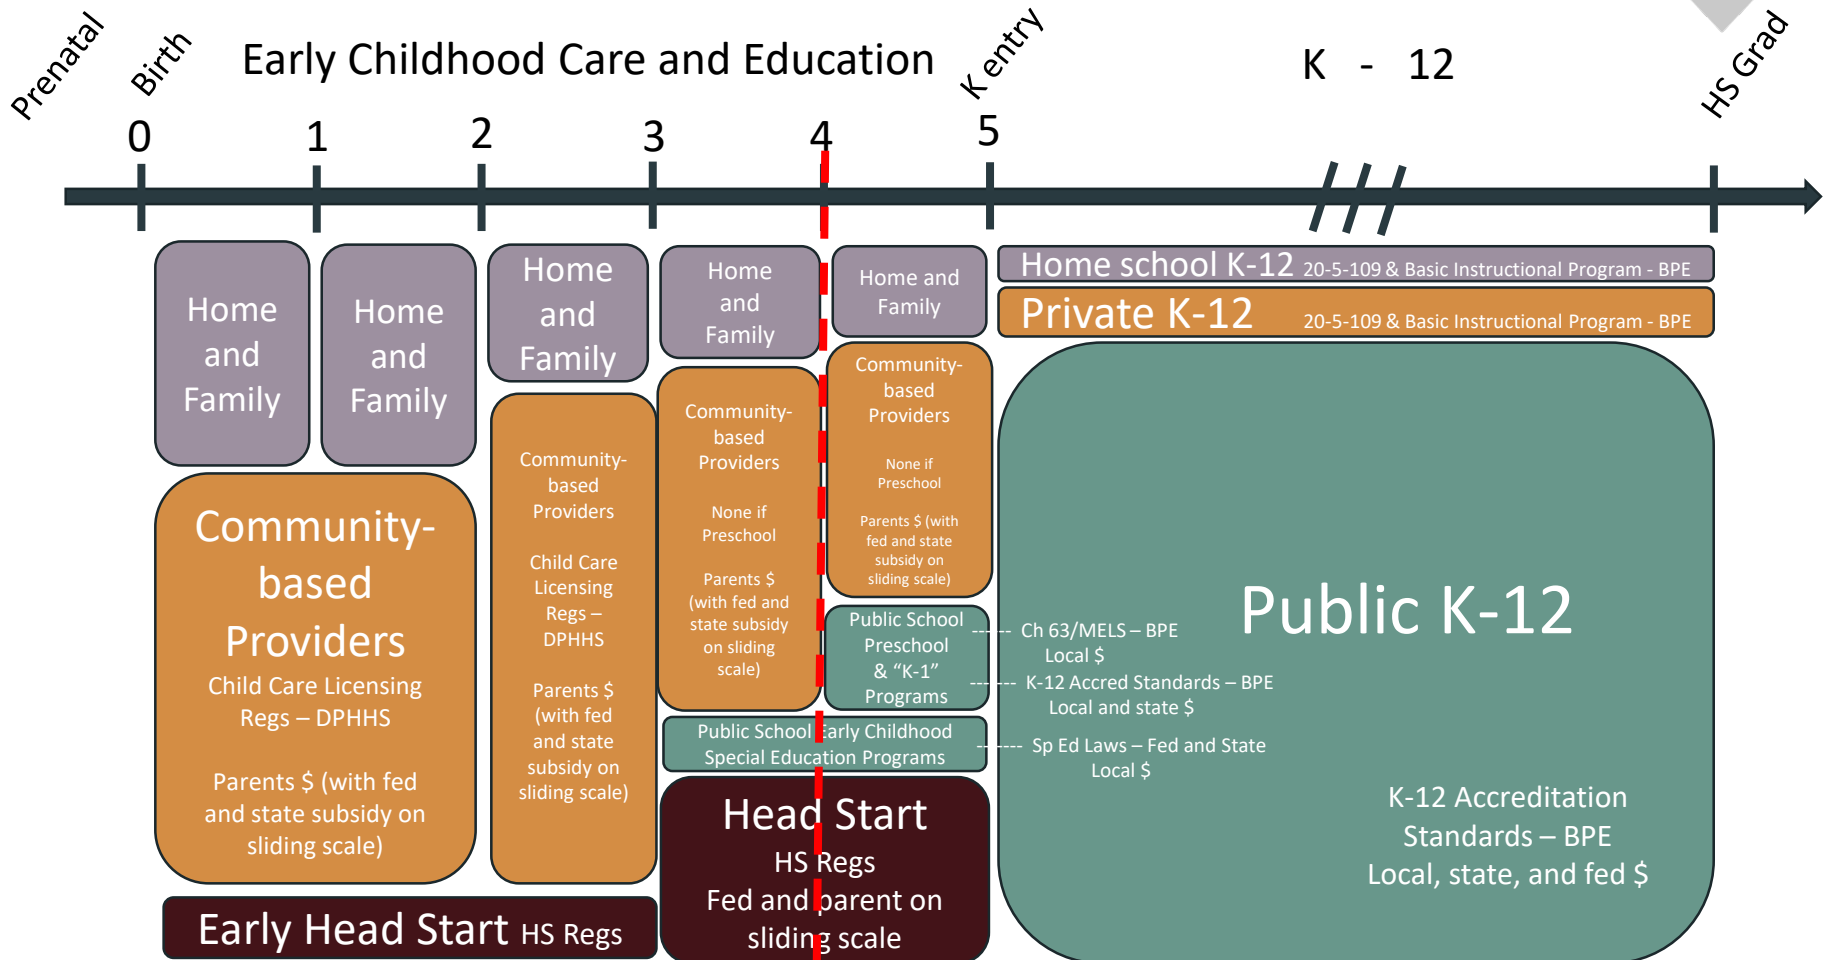 Prenatal
Birth
Early Childhood Care and Education
K entry
K - 12
HS Grad
0
1
2
3
4
5
Home
and
Family
Home
and
Family
Home
and
Family
Home
and
Family
Home and
Family
Home school K-12 20-5-109 & Basic Instructional Program - BPE
Private K-12 20-5-109 & Basic Instructional Program - BPE
Community-
based
Providers
Child Care Licensing
Regs – DPHHS
Parents $ (with fed
and state subsidy on
sliding scale)
Community-
based
Providers
Child Care
Licensing
Regs –
DPHHS
Parents $
(with fed
and state
subsidy on
sliding scale)
Community-
based
Providers
None if
Preschool
Parents $
(with fed and
state subsidy
on sliding
scale)
Community-
based
Providers
None if
Preschool
Parents $ (with
fed and state
subsidy on
sliding scale)
Public School
Preschool
& “K-1”
Programs
Public School Early Childhood
Special Education Programs
Head Start
HS Regs
Fed and parent on
sliding scale
Early Head Start HS Regs
Ch 63/MELS – BPE
Local $
K-12 Accred Standards – BPE
Local and state $
Sp Ed Laws – Fed and State
Local $
Public K-12
K-12 Accreditation
Standards – BPE
Local, state, and fed $